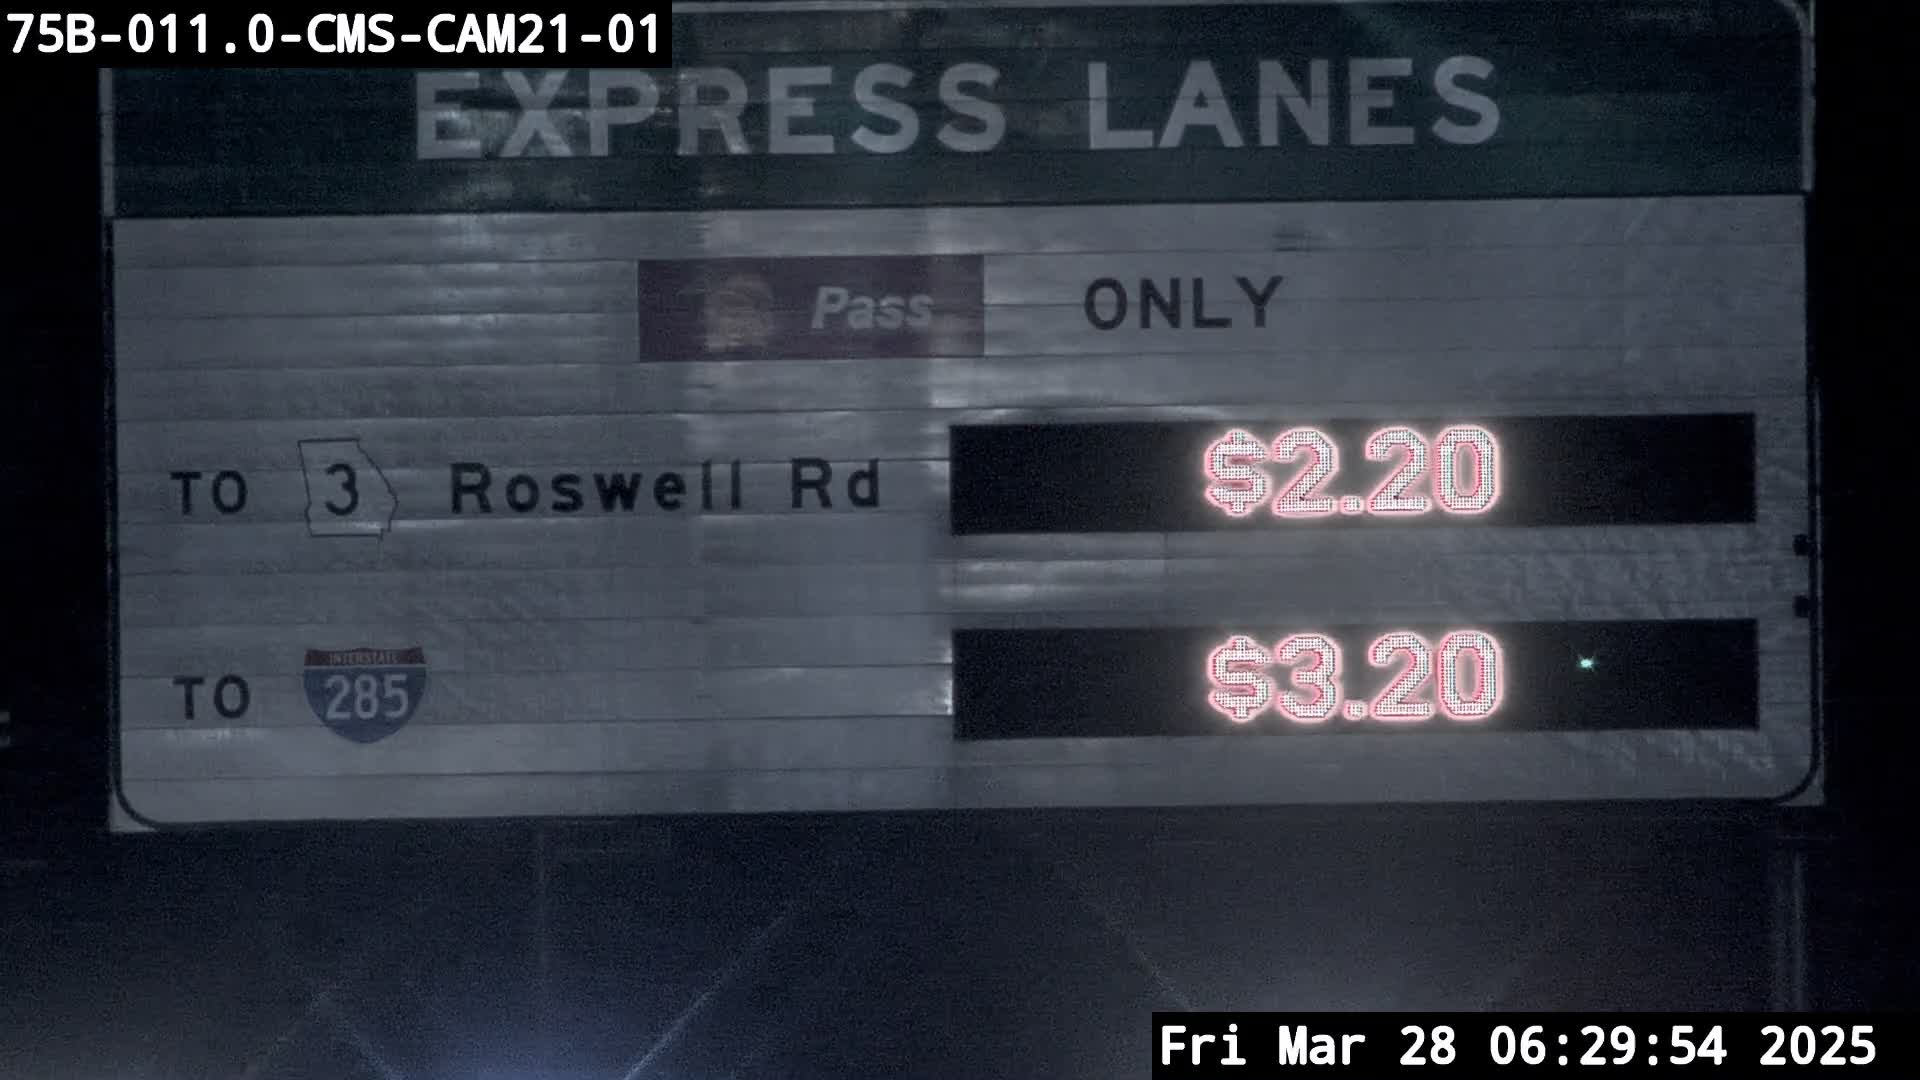 75B-011.0-CMS-CAM21-01
EXPRESS LANES
Pass ONLY
TO 3 Roswell Rd $2.20
INTERSTATE
TO 285 $3.20
Fri Mar 28 06:29:54 2025